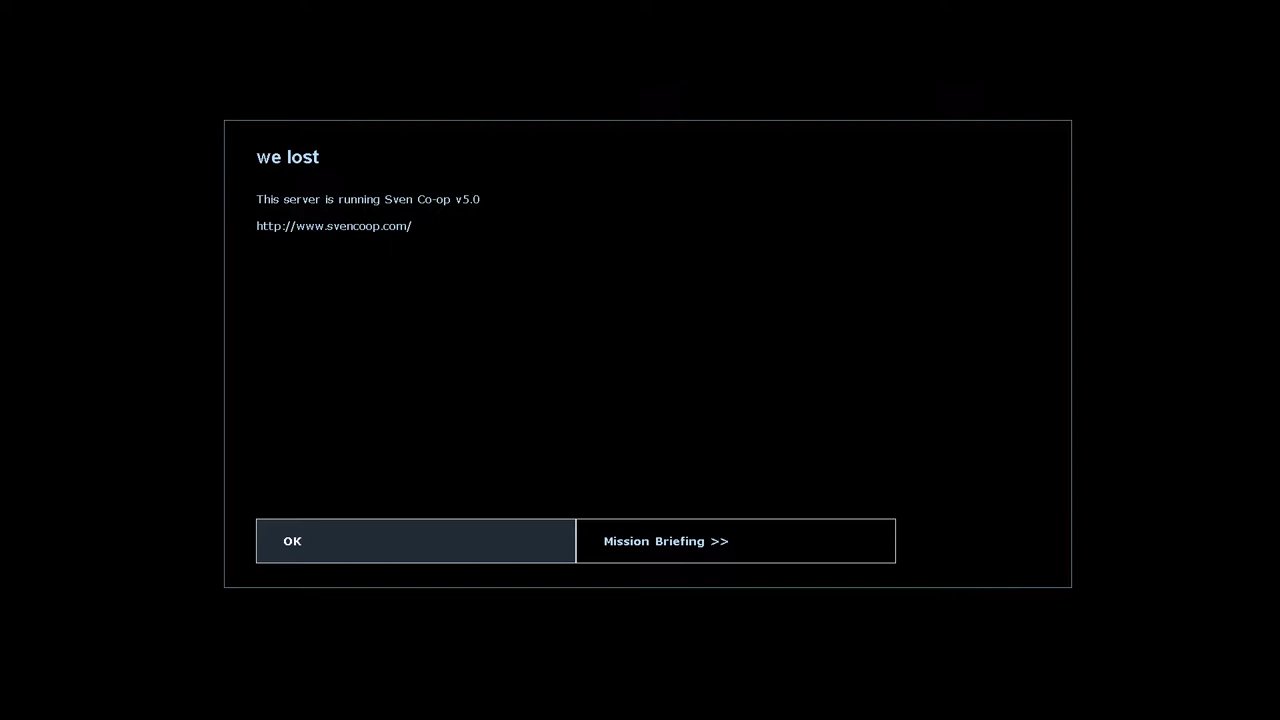 we lost
This server is running Sven Co-op v5.0
http://www.svencoop.com/
OK
Mission Briefing >>